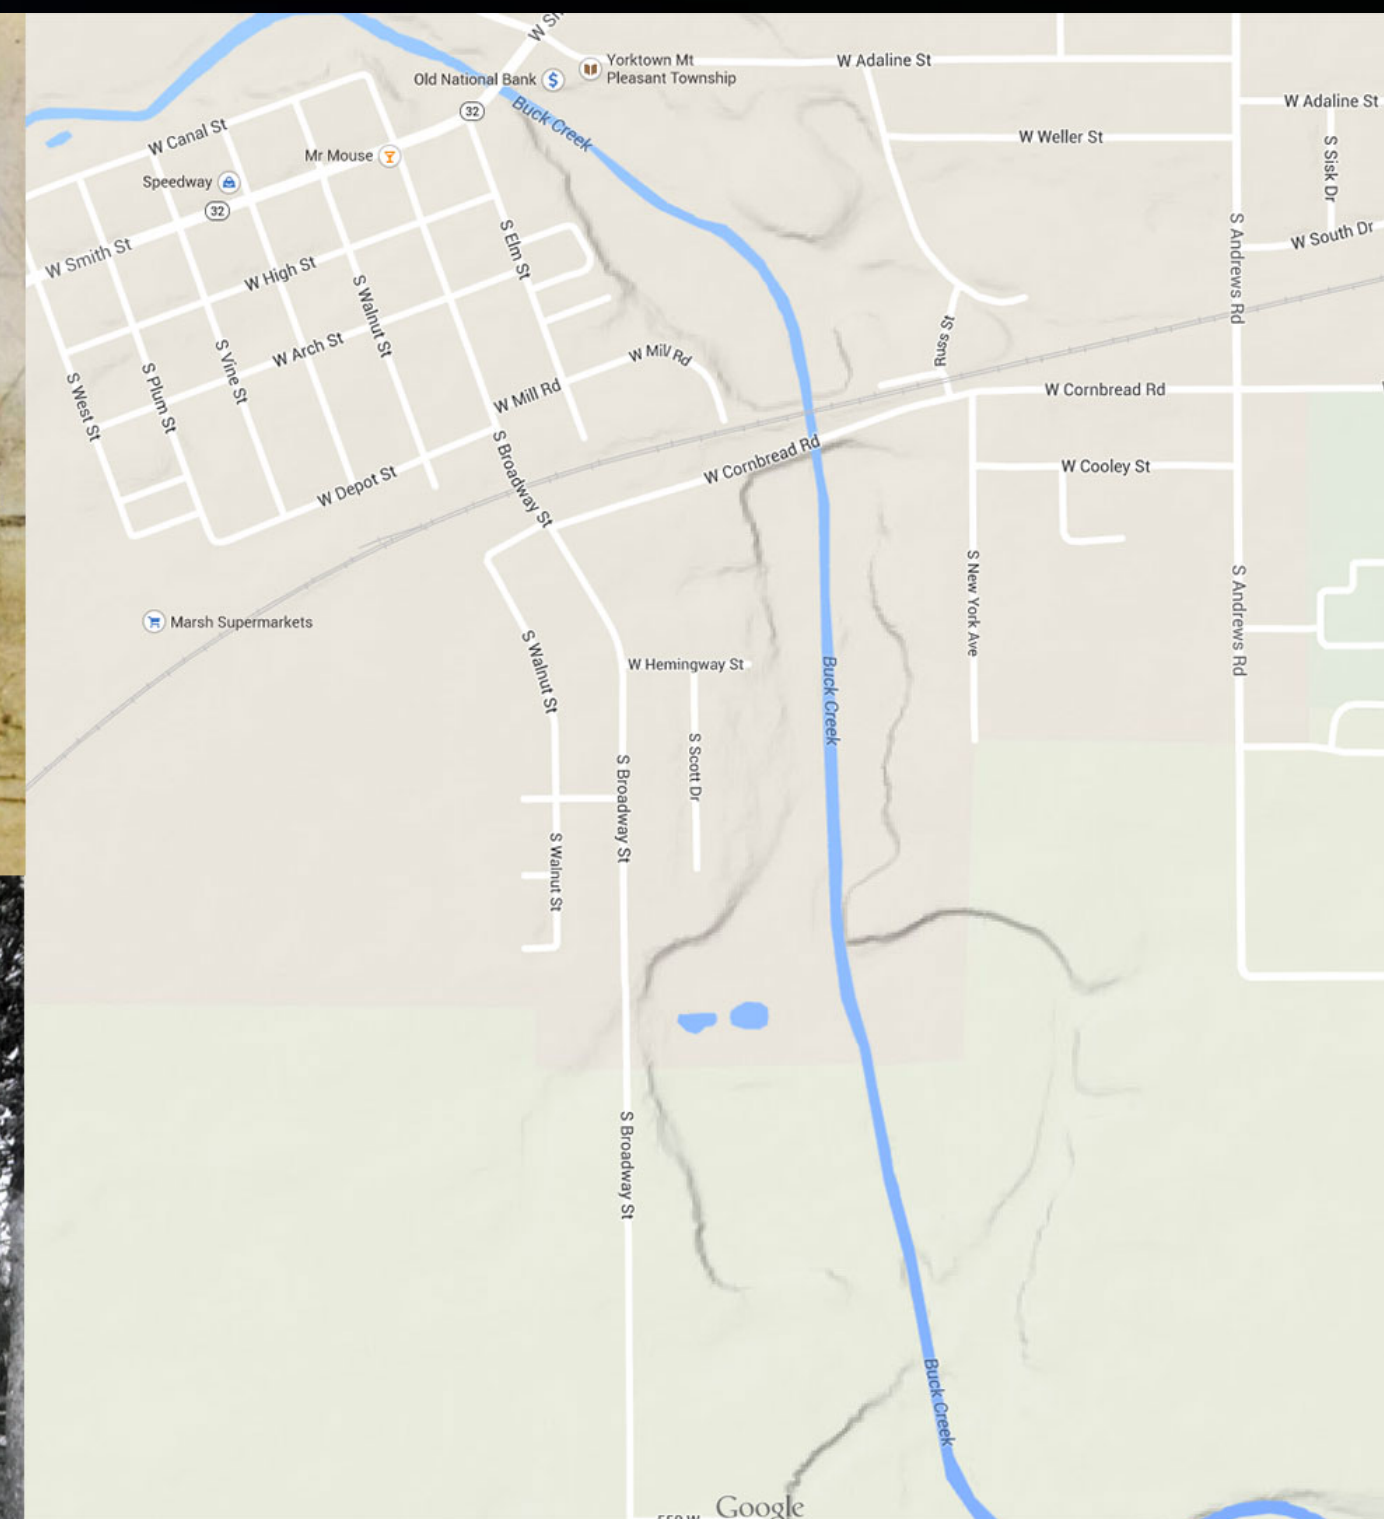 W Adaline St
Yorktown Mt
Pleasant Township
Old National Bank
$
W Adaline St
32
Buck Creek
W Canal St
W Weller St
S Sisk Dr
Mr Mouse
Speedway
32
W Smith St
S Elm St
S Andrews Rd
W South Dr
W High St
S Walnut St
W Arch St
S Vine St
Russ St
W Mill Rd
S West St
S Plum St
W Mill Rd
W Cornbread Rd
W Cornbread Rd
W Depot St
S Broadway St
W Cooley St
S New York Ave
S Andrews Rd
Marsh Supermarkets
S Walnut St
W Hemingway St
Buck Creek
S Scott Dr
S Broadway St
S Walnut St
S Broadway St
Buck Creek
Google